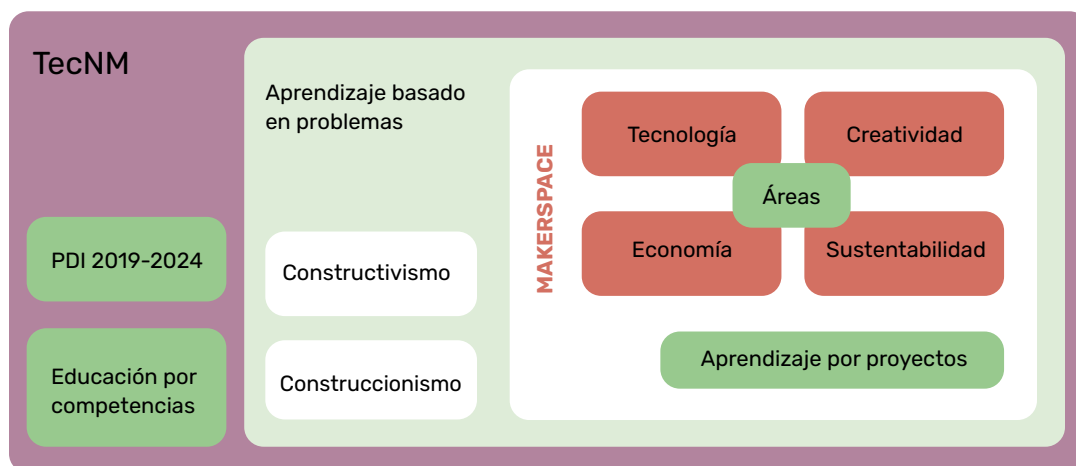 TecNM
PDI 2019-2024
Educación por
competencias
Aprendizaje basado
en problemas
Constructivismo
Construccionismo
MAKERSPACE
Tecnología
Creatividad
Áreas
Economía
Sustentabilidad
Aprendizaje por proyectos